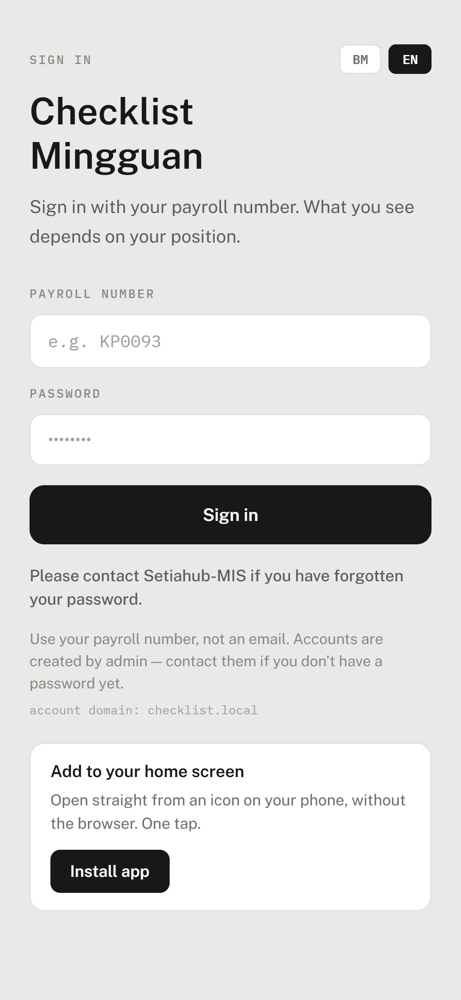 SIGN IN
BM
EN
Checklist
Mingguan
Sign in with your payroll number. What you see
depends on your position.
PAYROLL NUMBER
e.g. KP0093
PASSWORD
••••••••
Sign in
Please contact Setiahub-MIS if you have forgotten
your password.
Use your payroll number, not an email. Accounts are
created by admin — contact them if you don’t have a
password yet.
account domain: checklist.local
Add to your home screen
Open straight from an icon on your phone, without
the browser. One tap.
Install app